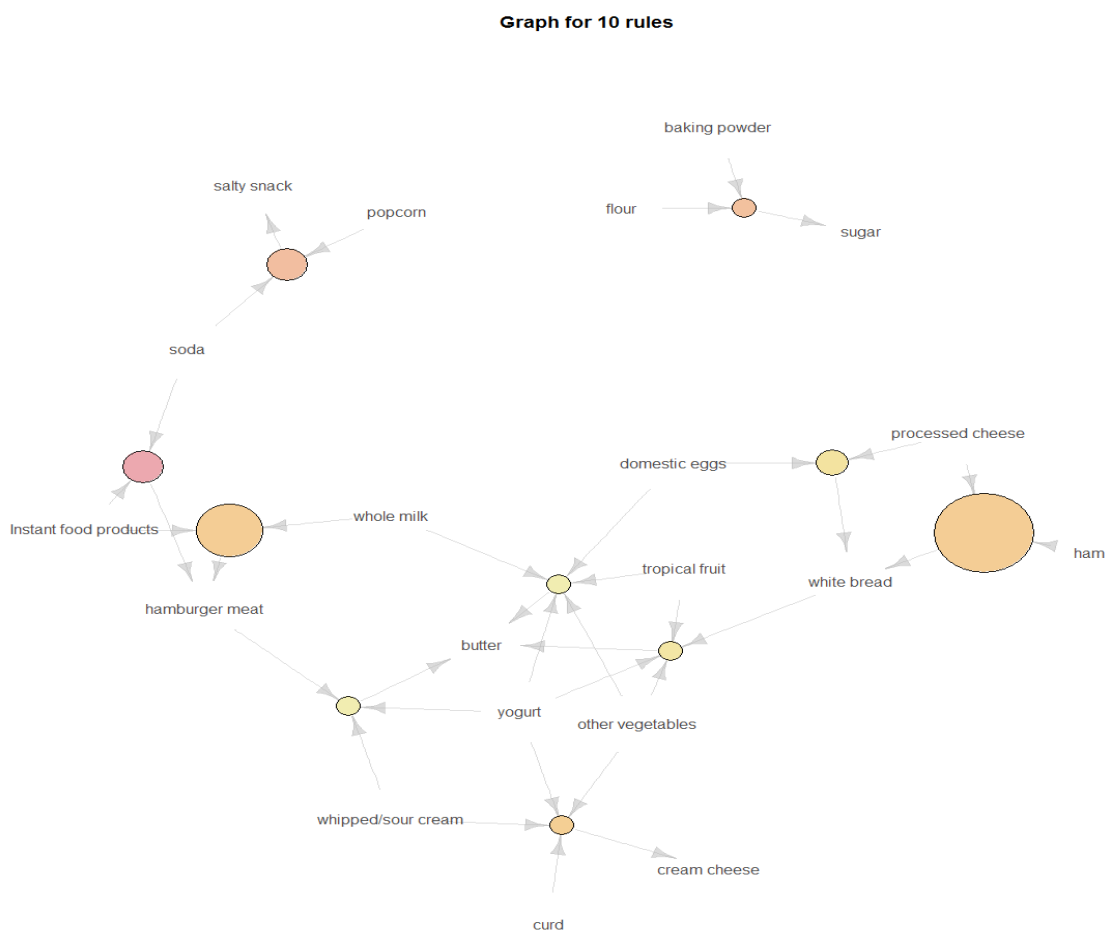 Graph for 10 rules
baking powder
salty snack
popcorn
flour
sugar
soda
processed cheese
domestic eggs
whole milk
Instant food products
ham
tropical fruit
white bread
hamburger meat
butter
yogurt
other vegetables
whipped/sour cream
cream cheese
curd